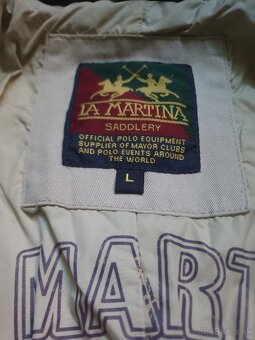 LA MARTINA
SADDLERY
OFFICIAL POLO EQUIPMENT
SUPPLIER OF MAYOR CLUBS
AND POLO EVENTS AROUND
THE WORLD
L
MART